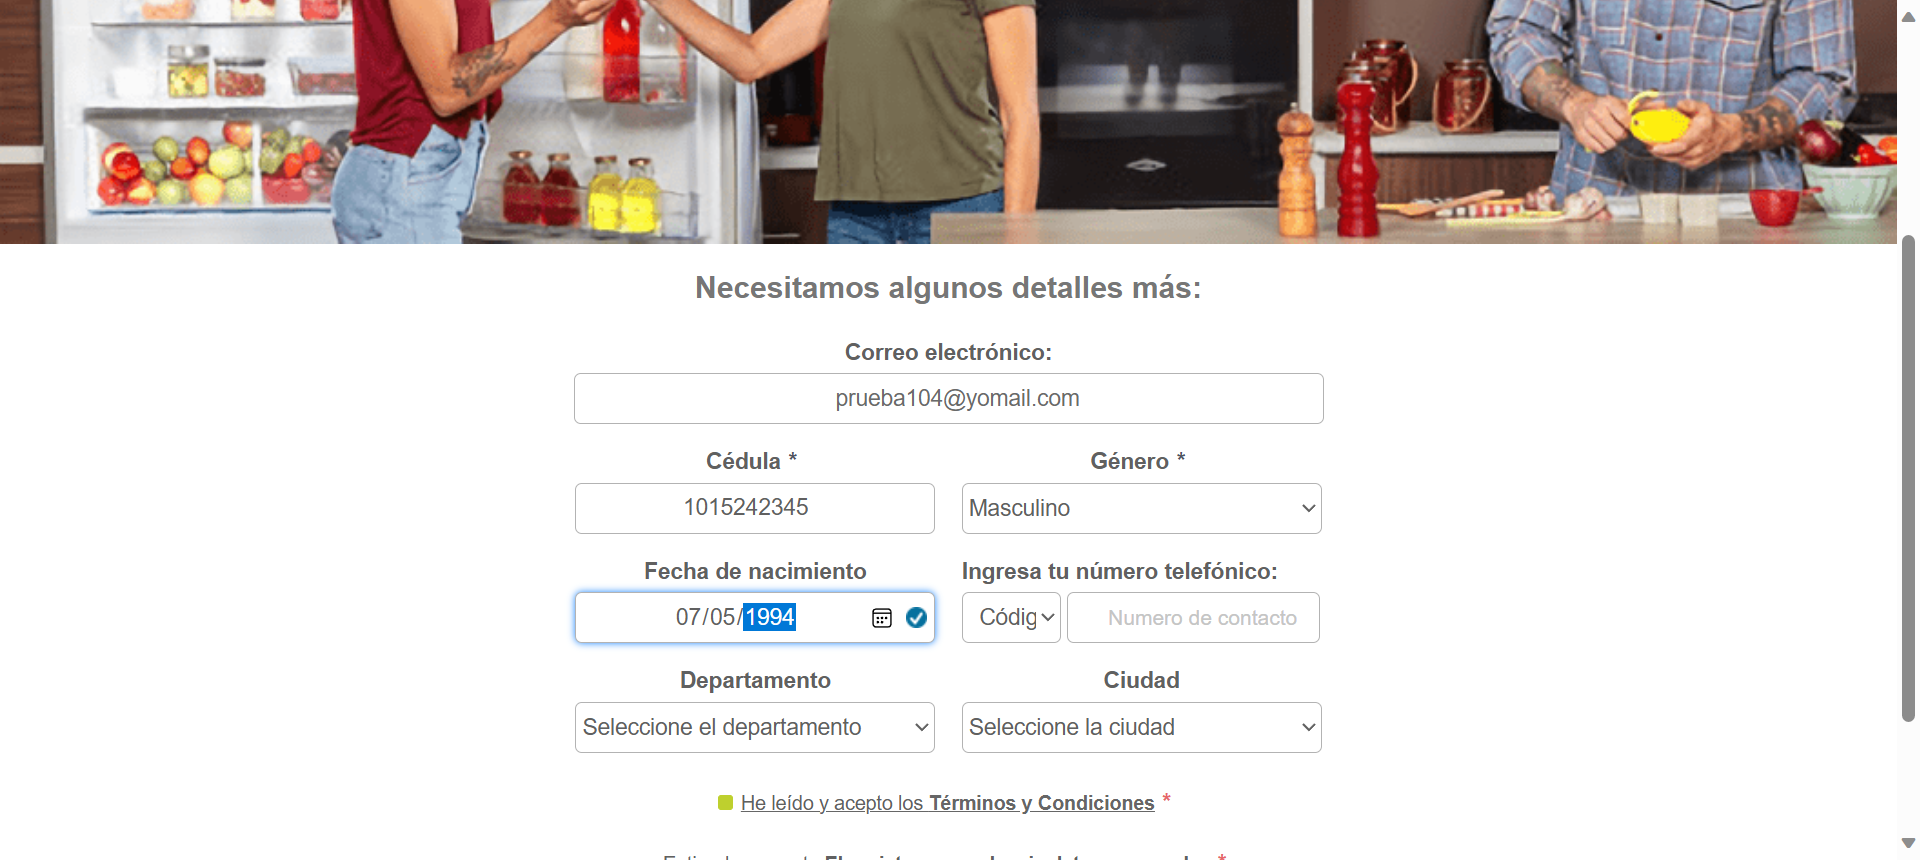 Necesitamos algunos detalles más:
Correo electrónico:
prueba104@yomail.com
Cédula * Género *
1015242345 Masculino
Fecha de nacimiento Ingresa tu número telefónico:
07/05/1994 Códig Numero de contacto
Departamento Ciudad
Seleccione el departamento Seleccione la ciudad
He leído y acepto los Términos y Condiciones *